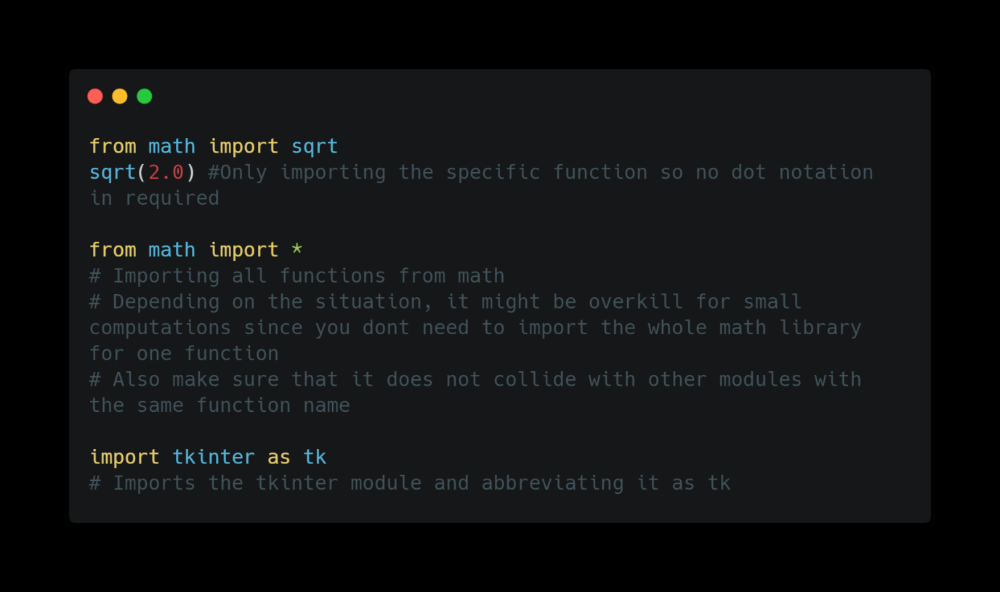 from math import sqrt
sqrt(2.0) #Only importing the specific function so no dot notation
in required
from math import *
# Importing all functions from math
# Depending on the situation, it might be overkill for small
computations since you dont need to import the whole math library
for one function
# Also make sure that it does not collide with other modules with
the same function name
import tkinter as tk
# Imports the tkinter module and abbreviating it as tk